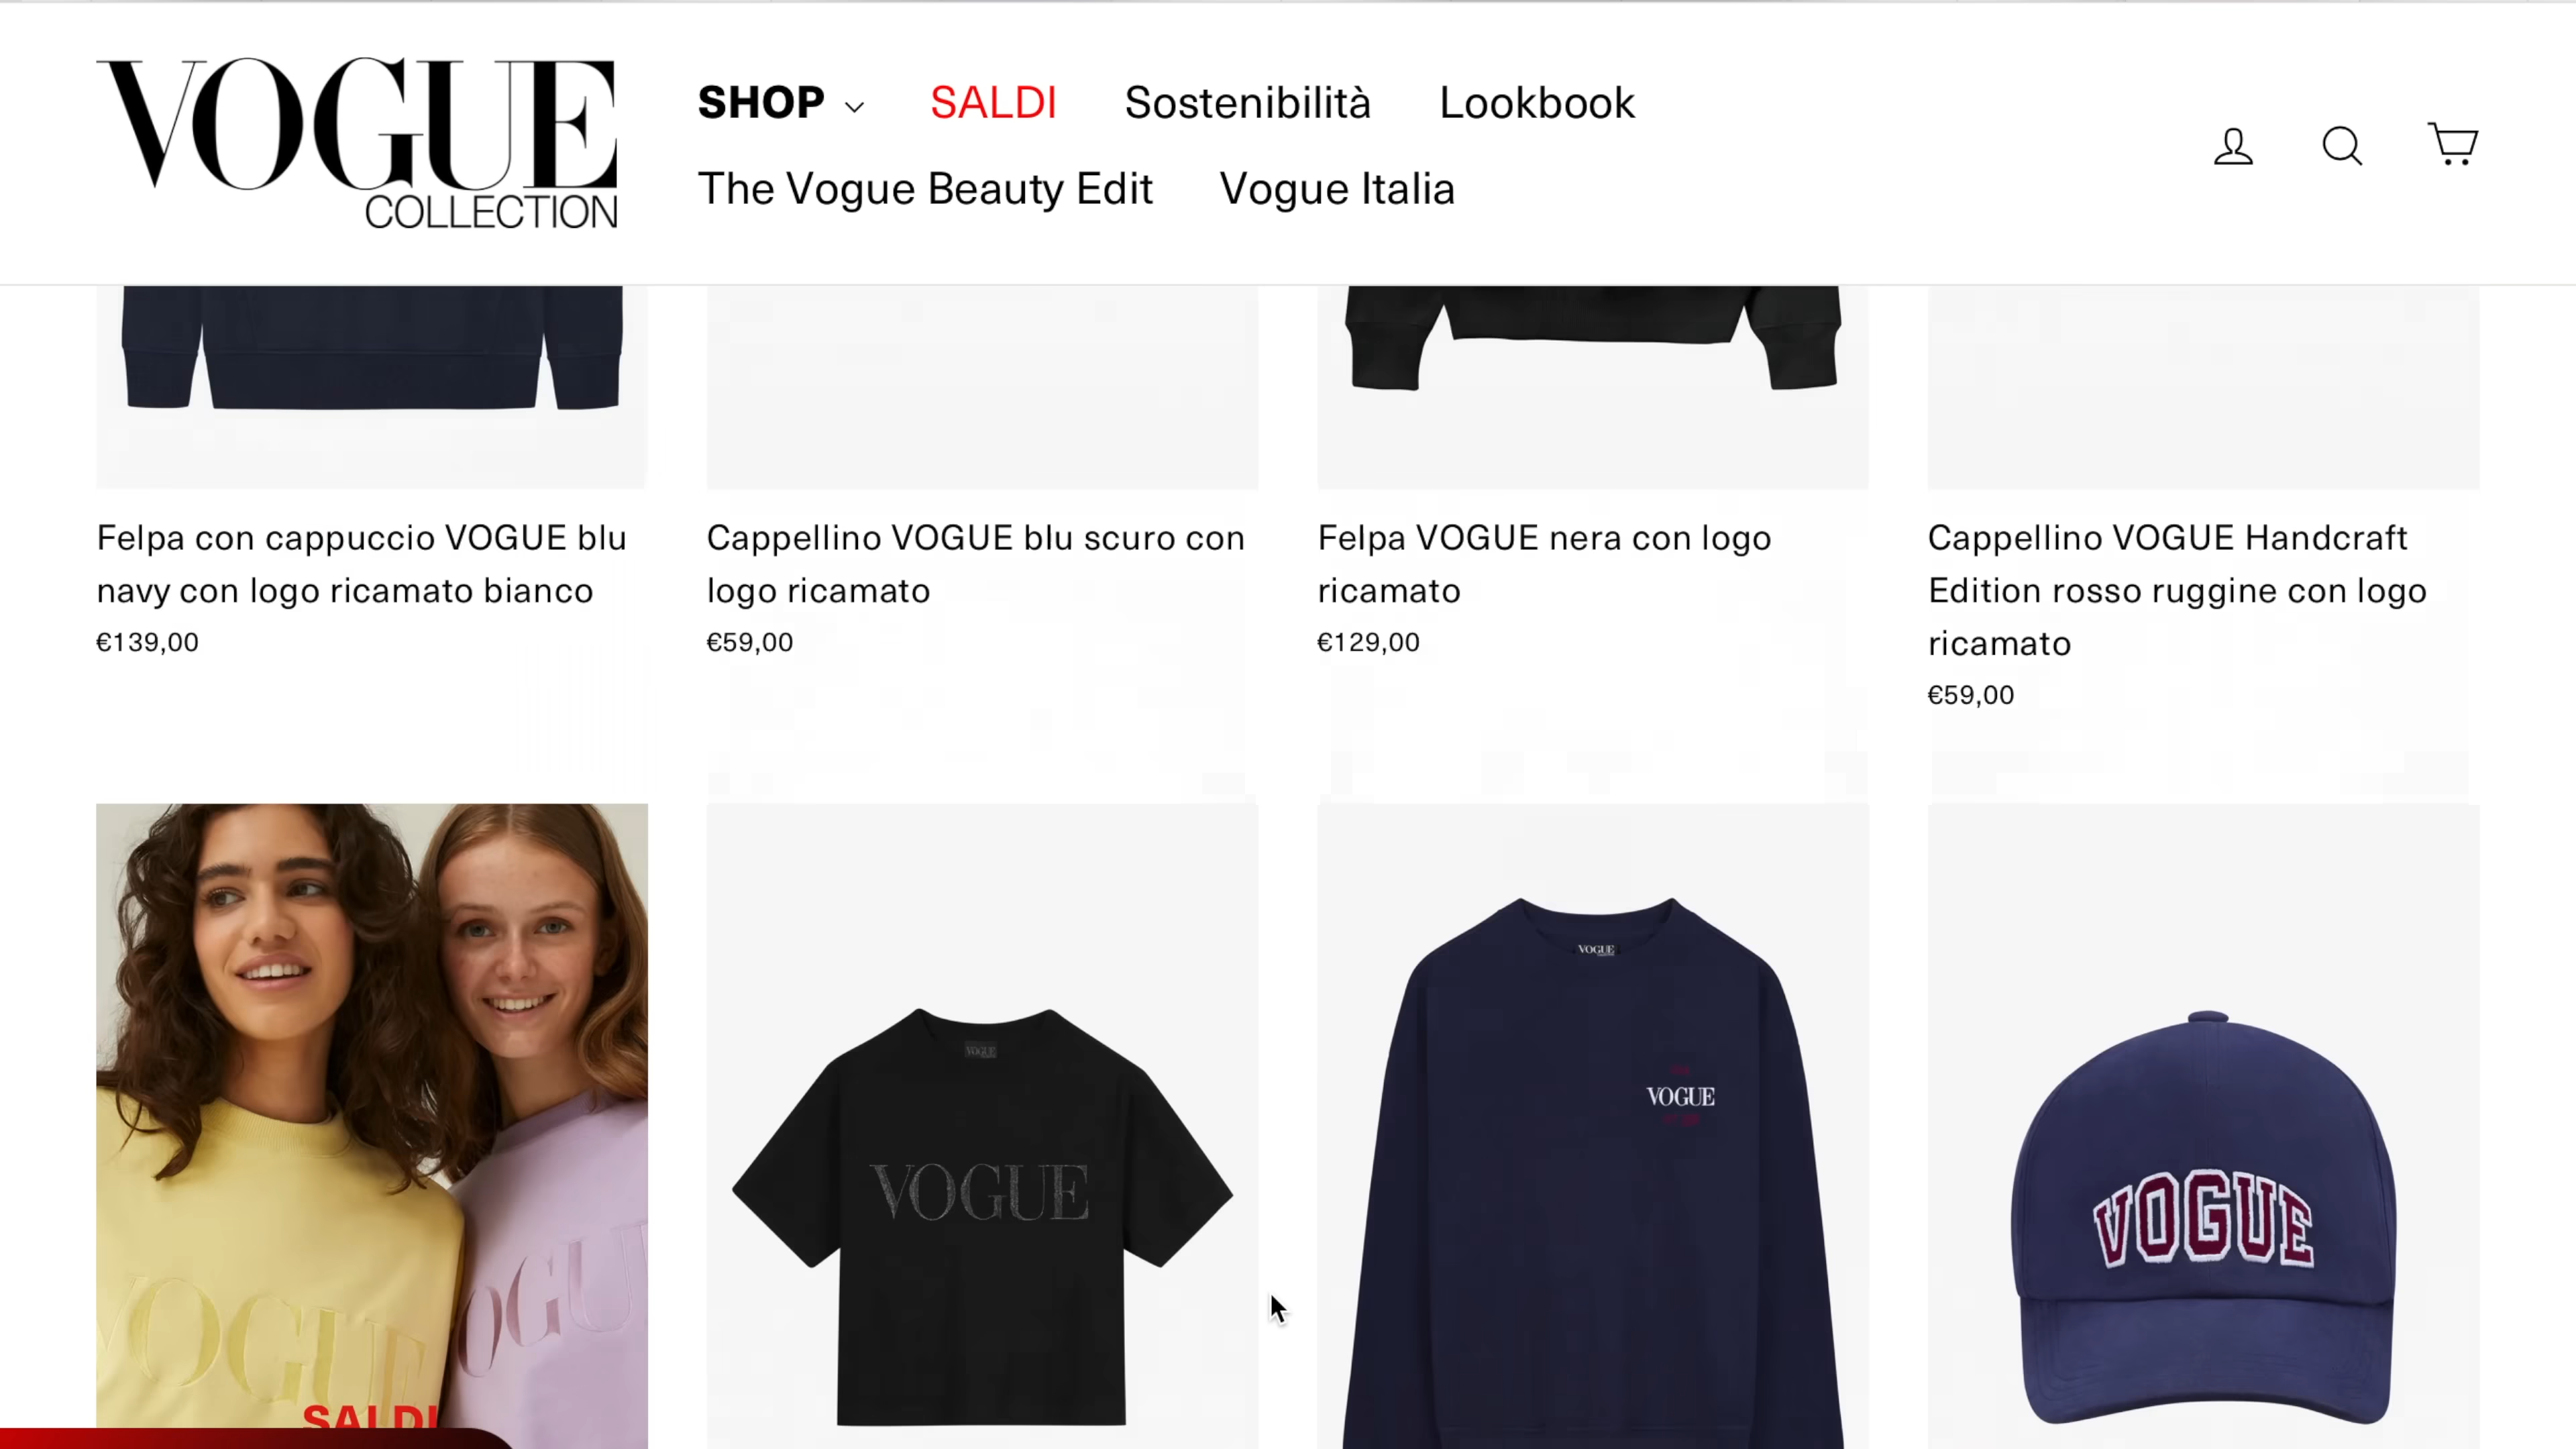 VOGUE
COLLECTION
SHOP
SALDI
Sostenibilità
Lookbook
The Vogue Beauty Edit
Vogue Italia
Felpa con cappuccio VOGUE blu
navy con logo ricamato bianco
€139,00
Cappellino VOGUE blu scuro con
logo ricamato
€59,00
Felpa VOGUE nera con logo
ricamato
€129,00
Cappellino VOGUE Handcraft
Edition rosso ruggine con logo
ricamato
€59,00
VOGUE
OGU
SALDI
VOGUE
VOGUE
VOGUE
VOGUE
VOGUE